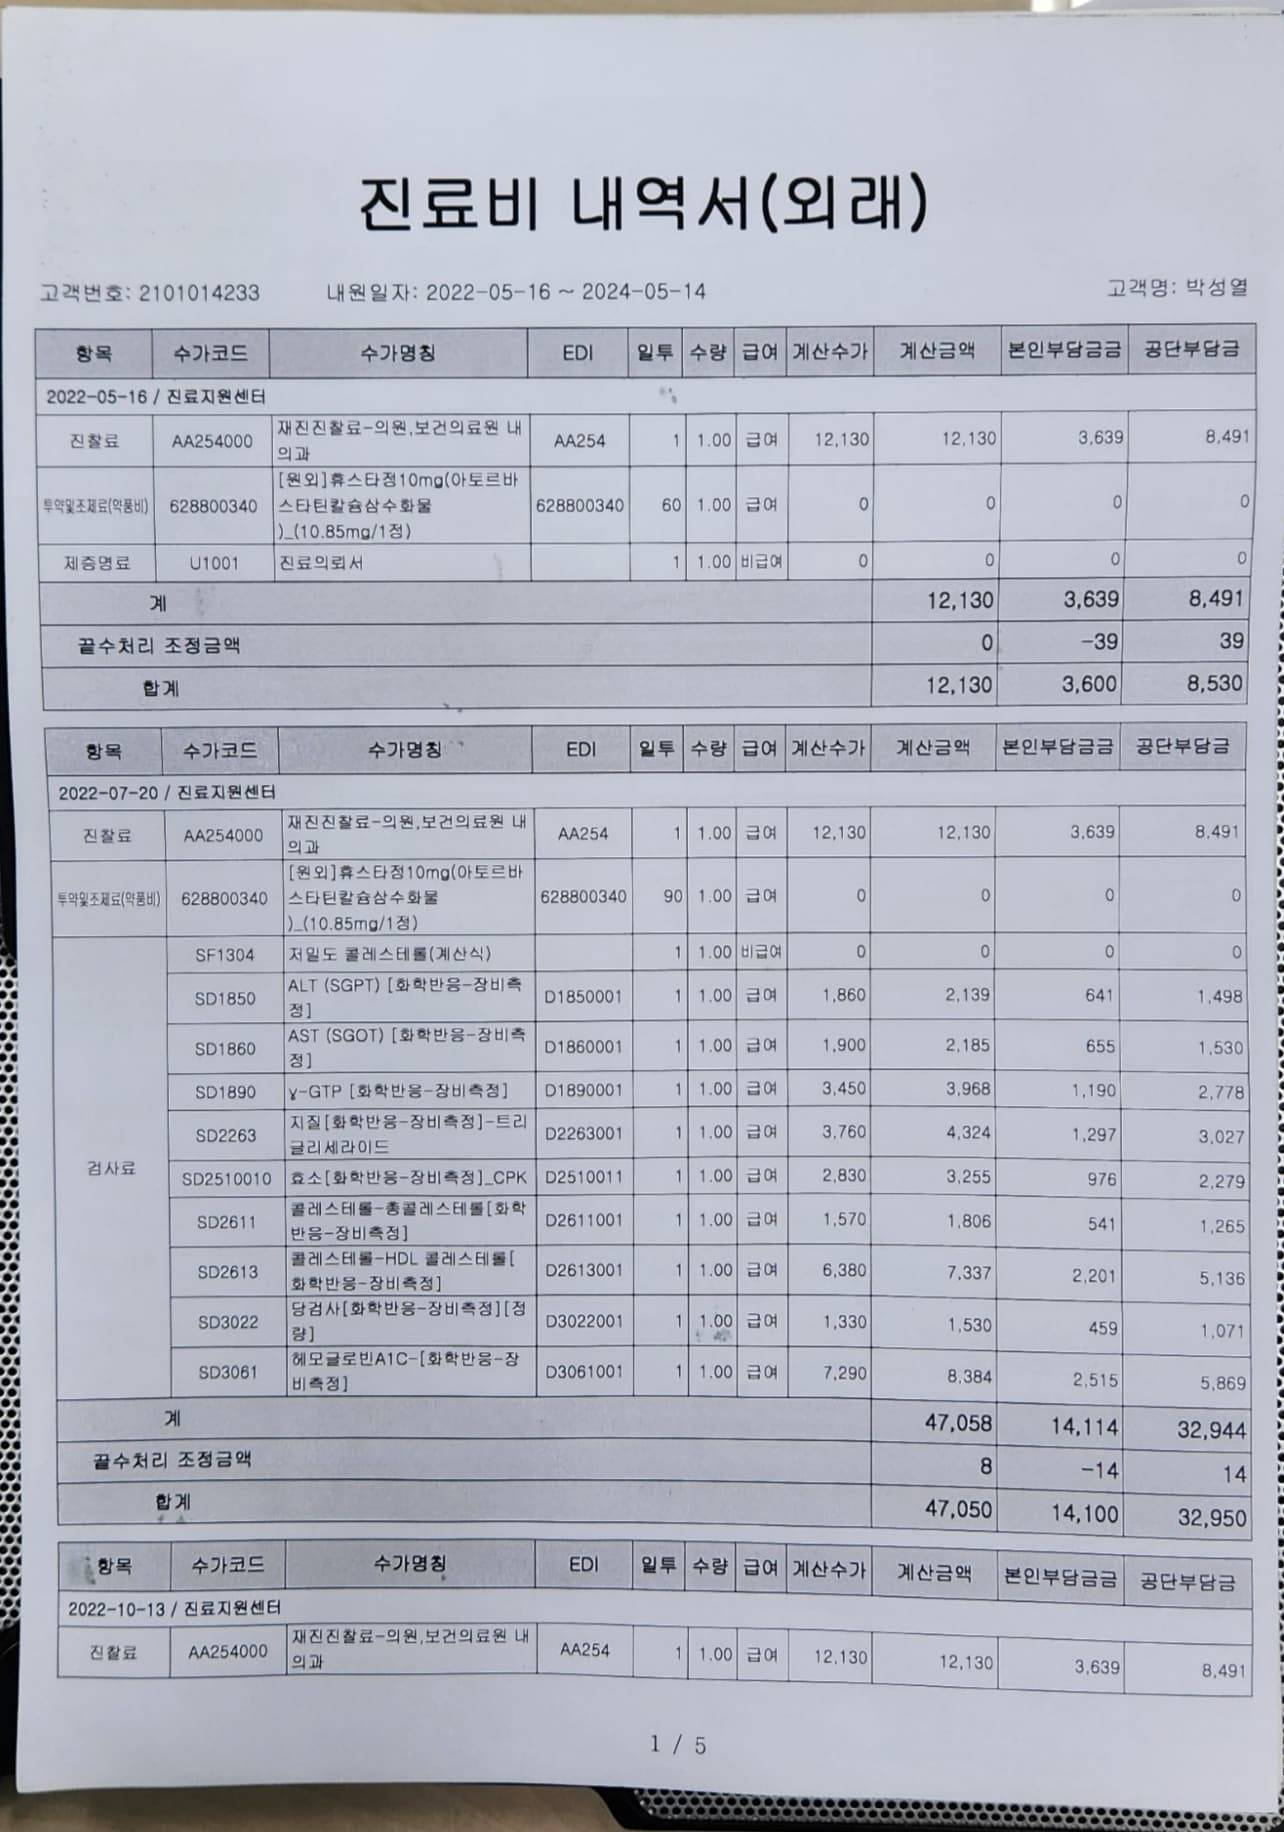 진료비 내역서(외래)
고객번호: 2101014233 내원일자: 2022-05-16 ~ 2024-05-14 고객명: 박성열
항목 수가코드 수가명칭 EDI 일투 수량 급여 계산수가 계산금액 본인부담금금 공단부담금
2022-05-16 / 진료지원센터
진찰료 AA254000 재진진찰료-의원,보건의료원 내
의과 AA254 1 1.00 급여 12,130 12,130 3,639 8,491
투약및조제료(약품비) 628800340 [원외]휴스타정10mg(아토르바
스타틴칼슘삼수화물
)_(10.85mg/1정) 628800340 60 1.00 급여 0 0 0 0
제증명료 U1001 진료의뢰서 1 1.00 비급여 0 0 0 0
계 12,130 3,639 8,491
끝수처리 조정금액 0 -39 39
합계 12,130 3,600 8,530
항목 수가코드 수가명칭 EDI 일투 수량 급여 계산수가 계산금액 본인부담금금 공단부담금
2022-07-20 / 진료지원센터
진찰료 AA254000 재진진찰료-의원,보건의료원 내
의과 AA254 1 1.00 급여 12,130 12,130 3,639 8,491
투약및조제료(약품비) 628800340 [원외]휴스타정10mg(아토르바
스타틴칼슘삼수화물
)_(10.85mg/1정) 628800340 90 1.00 급여 0 0 0 0
검사료 SF1304 저밀도 콜레스테롤(계산식) 1 1.00 비급여 0 0 0 0
SD1850 ALT (SGPT) [화학반응-장비측
정] D1850001 1 1.00 급여 1,860 2,139 641 1,498
SD1860 AST (SGOT) [화학반응-장비측
정] D1860001 1 1.00 급여 1,900 2,185 655 1,530
SD1890 γ-GTP [화학반응-장비측정] D1890001 1 1.00 급여 3,450 3,968 1,190 2,778
SD2263 지질[화학반응-장비측정]-트리
글리세라이드 D2263001 1 1.00 급여 3,760 4,324 1,297 3,027
SD2510010 효소[화학반응-장비측정]_CPK D2510011 1 1.00 급여 2,830 3,255 976 2,279
SD2611 콜레스테롤-총콜레스테롤[화학
반응-장비측정] D2611001 1 1.00 급여 1,570 1,806 541 1,265
SD2613 콜레스테롤-HDL 콜레스테롤[
화학반응-장비측정] D2613001 1 1.00 급여 6,380 7,337 2,201 5,136
SD3022 당검사[화학반응-장비측정][정
량] D3022001 1 1.00 급여 1,330 1,530 459 1,071
SD3061 헤모글로빈A1C-[화학반응-장
비측정] D3061001 1 1.00 급여 7,290 8,384 2,515 5,869
계 47,058 14,114 32,944
끝수처리 조정금액 8 -14 14
합계 47,050 14,100 32,950
항목 수가코드 수가명칭 EDI 일투 수량 급여 계산수가 계산금액 본인부담금금 공단부담금
2022-10-13 / 진료지원센터
진찰료 AA254000 재진진찰료-의원,보건의료원 내
의과 AA254 1 1.00 급여 12,130 12,130 3,639 8,491
1 / 5